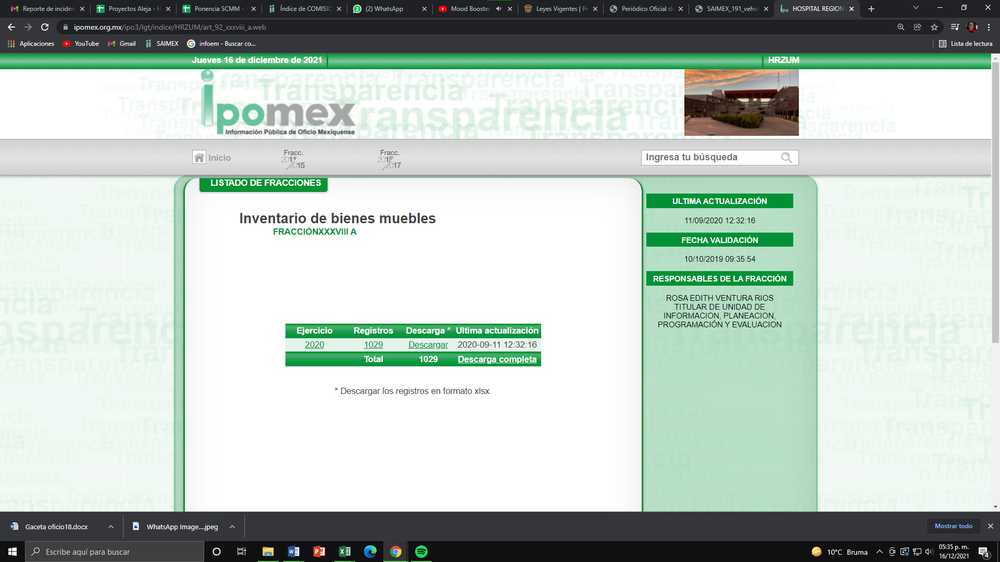 Reporte de inciden
Proyectos Aleja - H
Ponencia SCMM -
Índice de COMISIO
(2) WhatsApp
Mood Booster
Leyes Vigentes | Pe
Periódico Oficial de
SAIMEX_191_vehic
HOSPITAL REGION
ipomex.org.mx/ipo3/lgt/indice/HRZUM/art_92_xxxviii_a.web
Aplicaciones
YouTube
Gmail
SAIMEX
infoem - Buscar co...
Lista de lectura
Jueves 16 de diciembre de 2021
HRZUM
Transparencia
ipomex
Información Pública de Oficio Mexiquense
Inicio
Fracc.
2011/2015
Fracc.
2015/2017
Ingresa tu búsqueda
LISTADO DE FRACCIONES
Inventario de bienes muebles
FRACCIÓNXXXVIII A
Ejercicio Registros Descarga * Ultima actualización
2020 1029 Descargar 2020-09-11 12:32:16
Total 1029 Descarga completa
* Descargar los registros en formato xlsx.
ULTIMA ACTUALIZACIÓN
11/09/2020 12:32:16
FECHA VALIDACIÓN
10/10/2019 09:35:54
RESPONSABLES DE LA FRACCIÓN
ROSA EDITH VENTURA RIOS
TITULAR DE UNIDAD DE
INFORMACION, PLANEACION,
PROGRAMACIÓN Y EVALUACION
Gaceta oficio18.docx
WhatsApp Image....jpeg
Mostrar todo
Escribe aquí para buscar
10°C Bruma
05:35 p. m.
16/12/2021
4